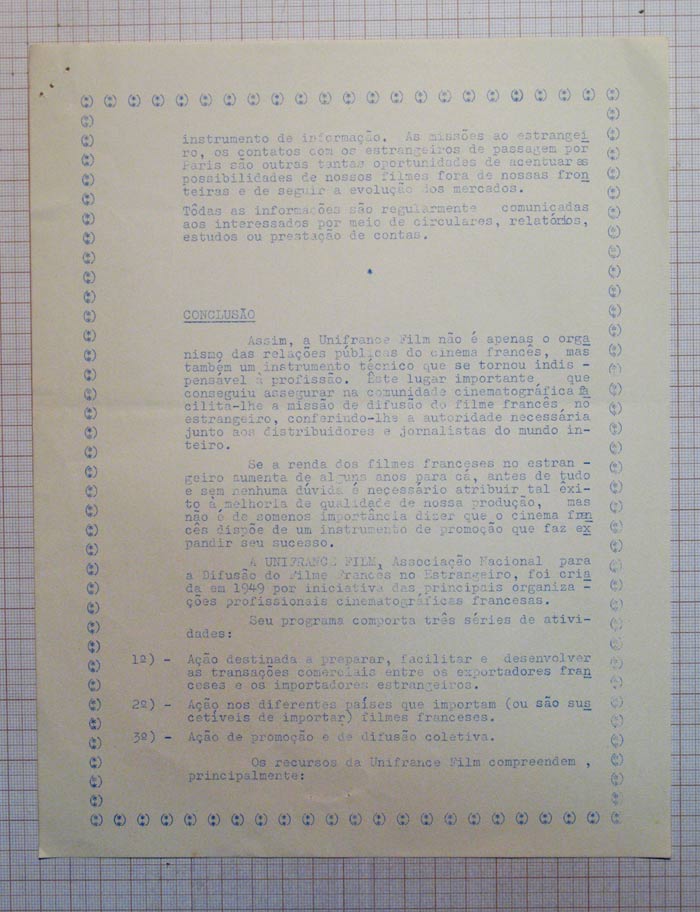 instrumento de informação. As missões ao estrangei
ro, os contatos com os estrangeiros de passagem por
Paris são outras tantas oportunidades de acentuar as
possibilidades de nossos filmes fora de nossas fron
teiras e de seguir a evolução dos mercados.
Tôdas as informações são regularmente comunicadas
aos interessados por meio de circulares, relatórios,
estudos ou prestação de contas.
*
CONCLUSÃO
Assim, a Unifrance Film não é apenas o orga
nismo das relações públicas do cinema francês, mas
também um instrumento técnico que se tornou indis -
pensável à profissão. Êste lugar importante, que
conseguiu assegurar na comunidade cinematográfica fa
cilita-lhe a missão de difusão do filme francês no
estrangeiro, conferindo-lhe a autoridade necessária
junto aos distribuidores e jornalistas do mundo in-
teiro.
Se a renda dos filmes franceses no estran -
geiro aumenta de alguns anos para cá, antes de tudo
e sem nenhuma dúvida é necessário atribuir tal êxi-
to à melhoria de qualidade de nossa produção, mas
não é de somenos importância dizer que o cinema fran
cês dispõe de um instrumento de promoção que faz ex
pandir seu sucesso.
A UNIFRANCE FILM, Associação Nacional para
a Difusão do Filme Francês no Estrangeiro, foi cria
da em 1949 por iniciativa das principais organiza -
ções profissionais cinematográficas francesas.
Seu programa comporta três séries de ativi-
dades:
1º) - Ação destinada a preparar, facilitar e desenvolver
as transações comerciais entre os exportadores fran
ceses e os importadores estrangeiros.
2º) - Ação nos diferentes países que importam (ou são sus
cetíveis de importar) filmes franceses.
3º) - Ação de promoção e de difusão coletiva.
Os recursos da Unifrance Film compreendem ,
principalmente: